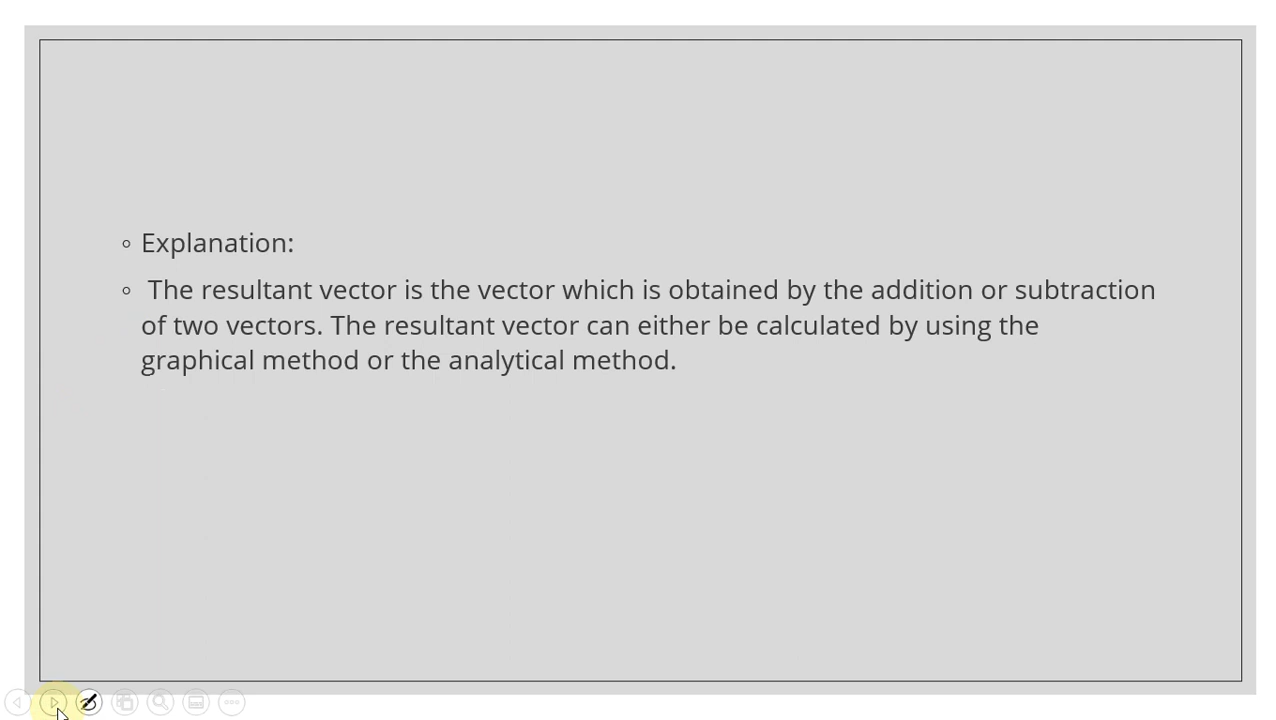 ◦ Explanation:
◦ The resultant vector is the vector which is obtained by the addition or subtraction
of two vectors. The resultant vector can either be calculated by using the
graphical method or the analytical method.